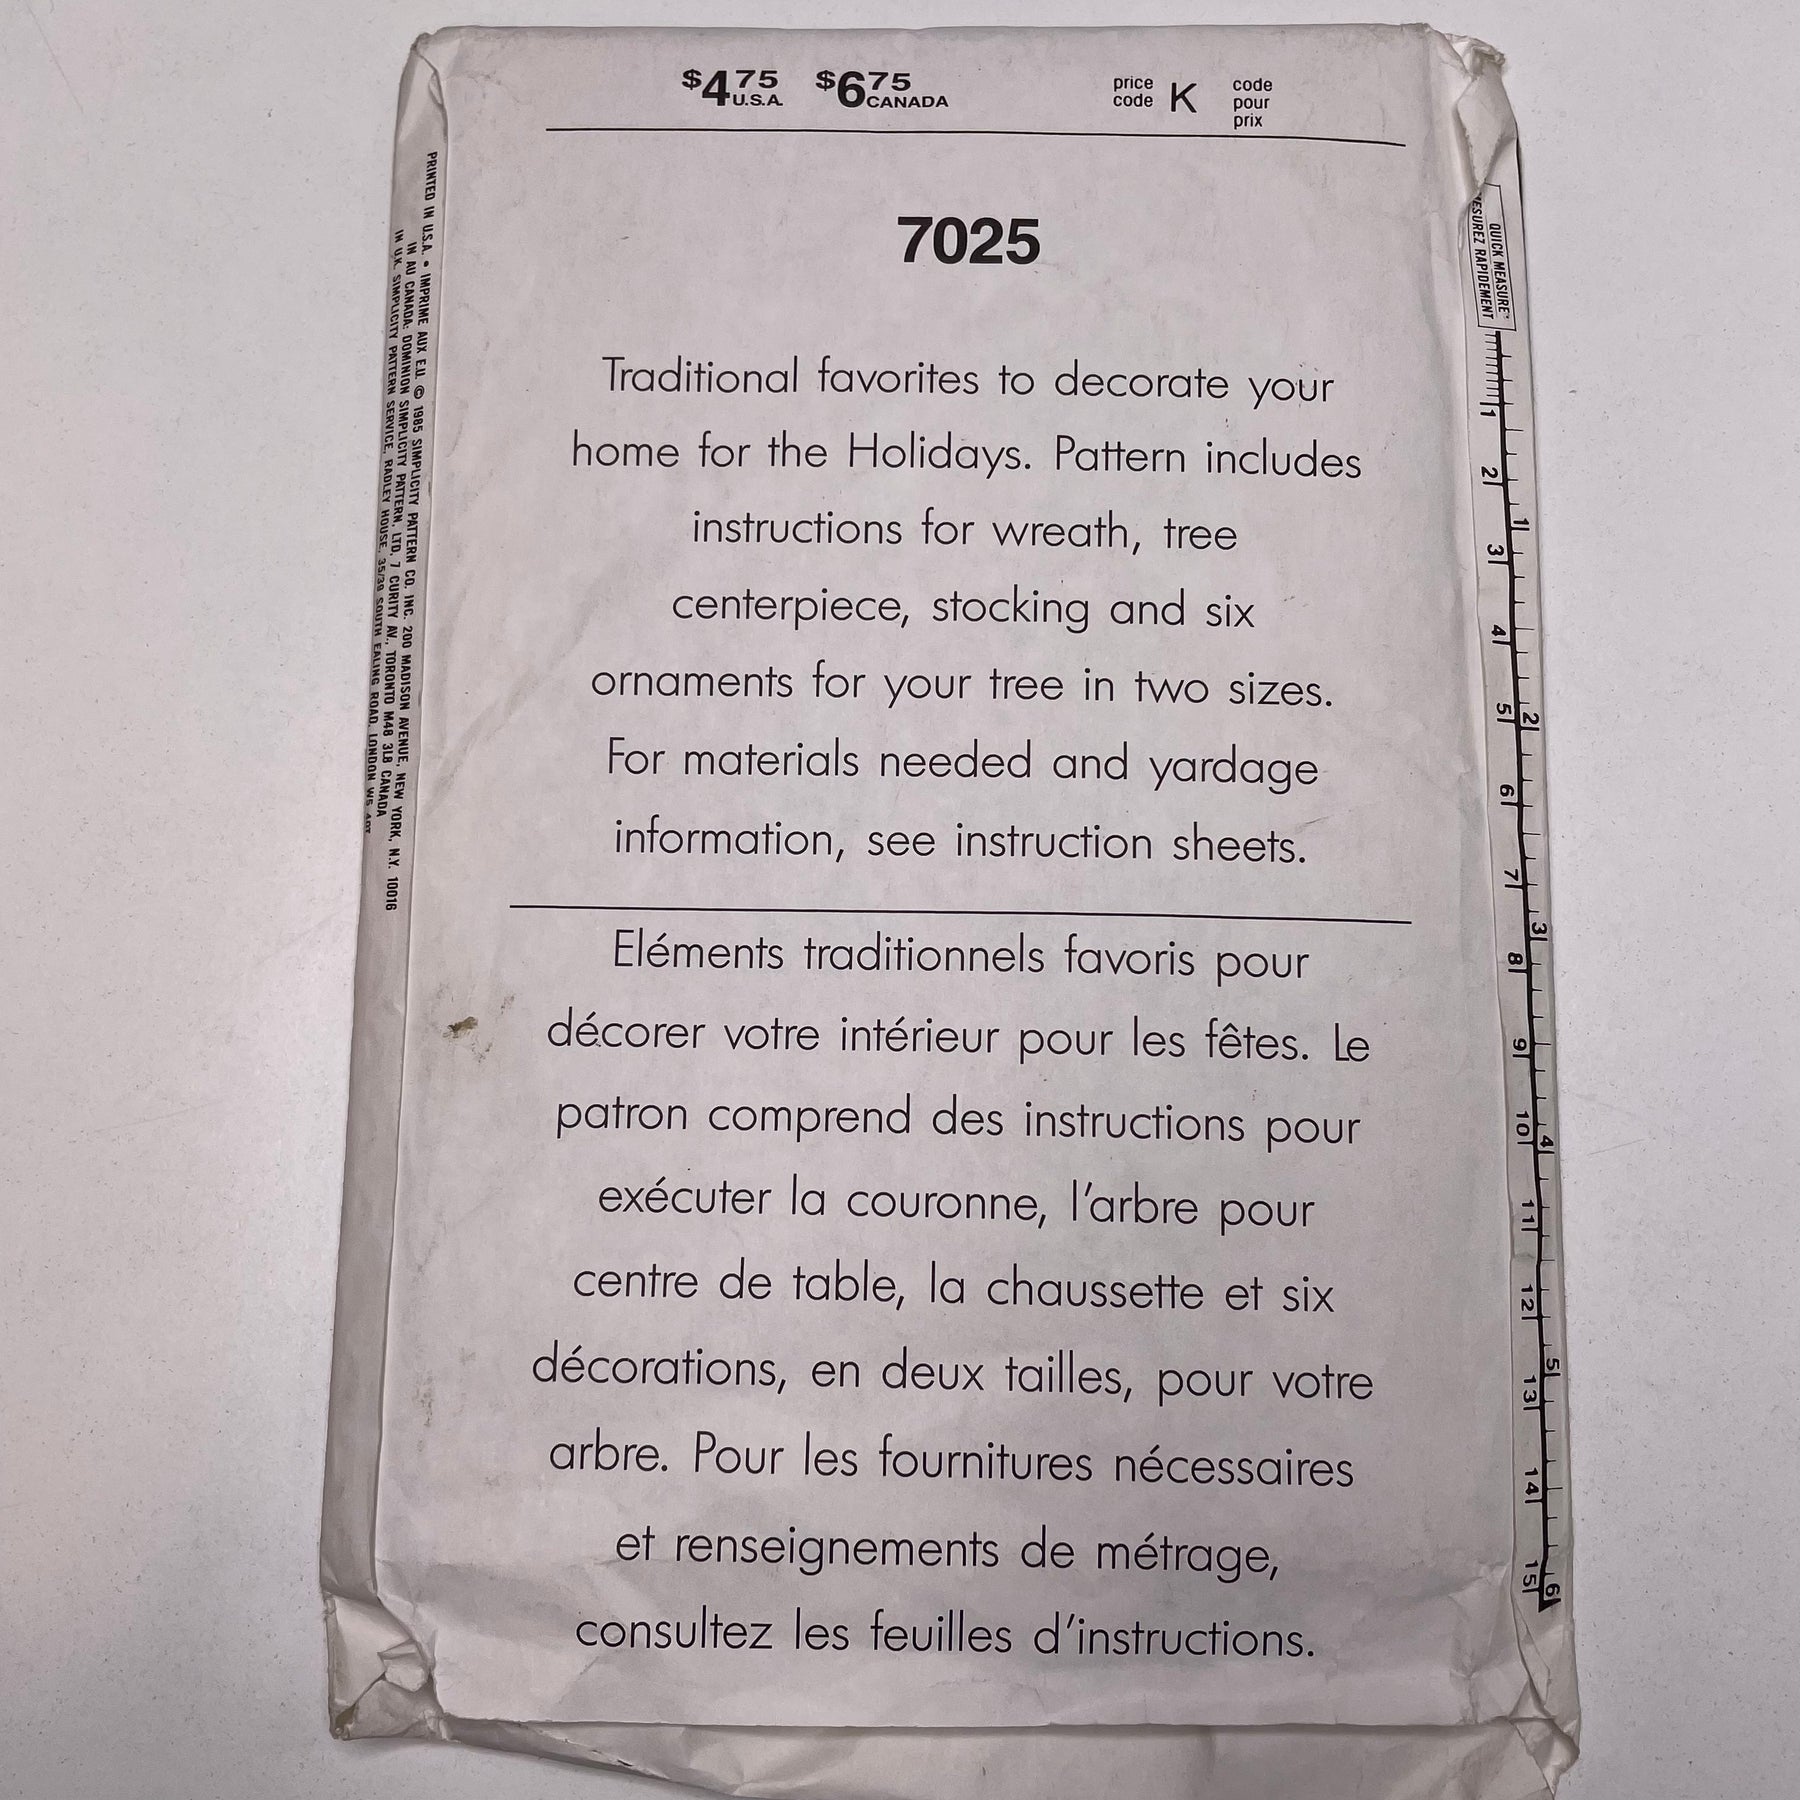 $4 75 U.S.A. $6 75 CANADA price code K code pour prix
7025
Traditional favorites to decorate your
home for the Holidays. Pattern includes
instructions for wreath, tree
centerpiece, stocking and six
ornaments for your tree in two sizes.
For materials needed and yardage
information, see instruction sheets.
Eléments traditionnels favoris pour
décorer votre intérieur pour les fêtes. Le
patron comprend des instructions pour
exécuter la couronne, l'arbre pour
centre de table, la chaussette et six
décorations, en deux tailles, pour votre
arbre. Pour les fournitures nécessaires
et renseignements de métrage,
consultez les feuilles d'instructions.
PRINTED IN U.S.A. • IMPRIME AUX E.U. © 1985 SIMPLICITY PATTERN CO. INC. 200 MADISON AVENUE, NEW YORK, N.Y. 10016
IN AU CANADA: DOMINION SIMPLICITY PATTERN, LTD, 7 CURITY AV., TORONTO M4B 3L8 CANADA
IN U.K. SIMPLICITY PATTERN SERVICE, RADLEY HOUSE, 35/39 SOUTH EALING ROAD, LONDON W5
QUICK MEASURE™
RAPIDEMENT
1 2 3 4 5 6 7 8 9 10 11 12 13 14 15
1 2 3 4 5 6